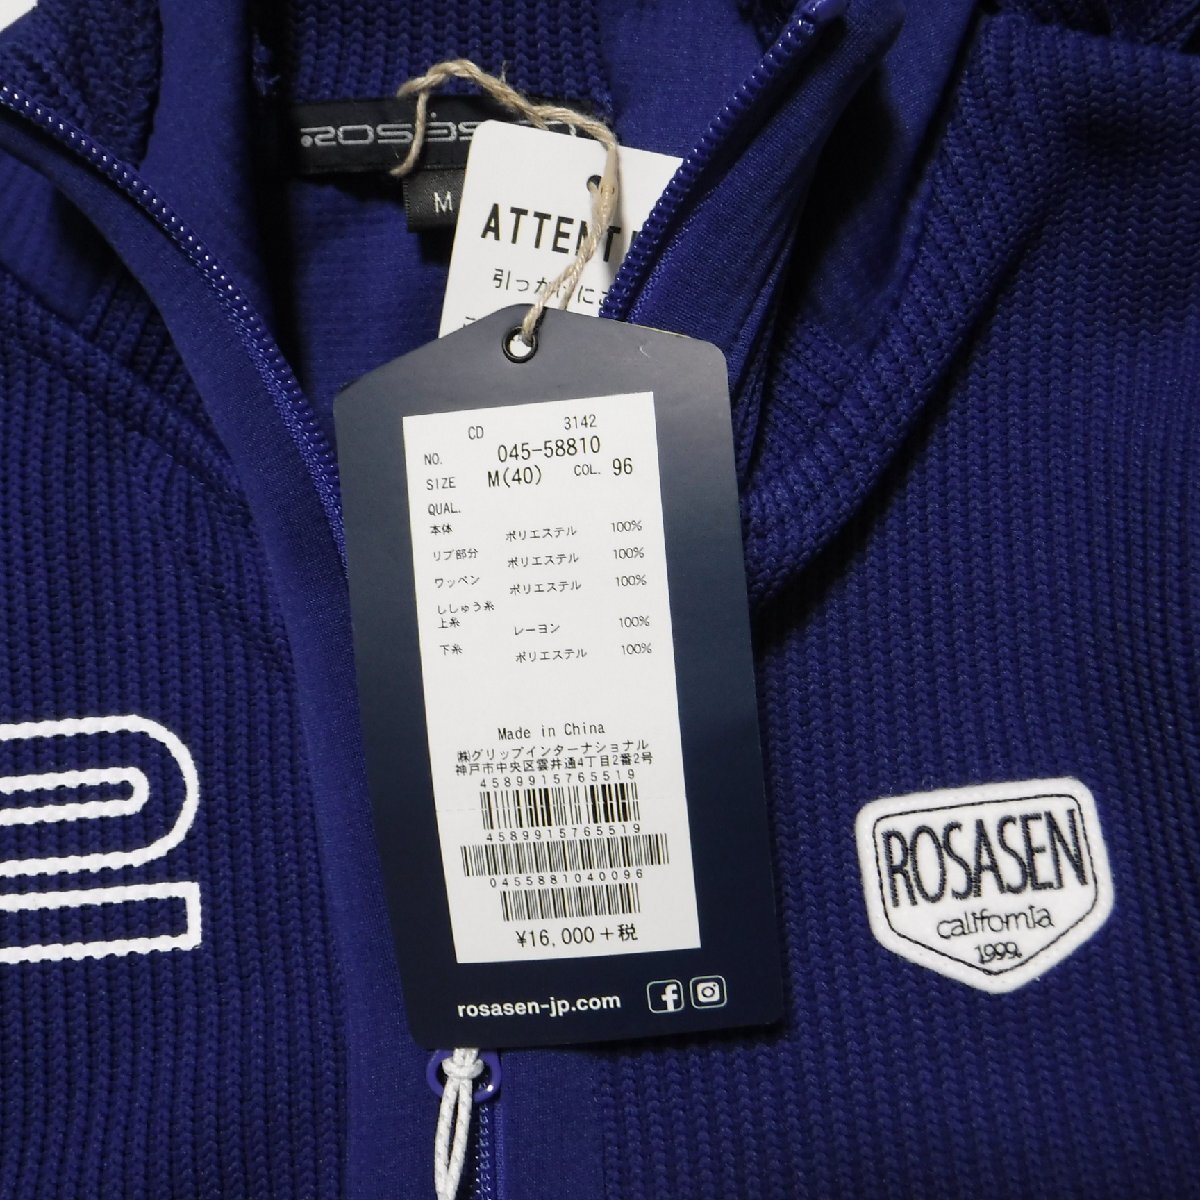 ROSASEN
M
ATTENT
引っかけにご
CD 3142
NO. 045-58810
SIZE M(40) COL. 96
QUAL.
本体 ポリエステル 100%
リブ部分 ポリエステル 100%
ワッペン ポリエステル 100%
ししゅう糸
上糸 レーヨン 100%
下糸 ポリエステル 100%
Made in China
㈱グリップインターナショナル
神戸市中央区雲井通4丁目2番2号
4589915765519
4589915765519
0455881040096
¥16,000+税
rosasen-jp.com
ROSASEN
california
1999.